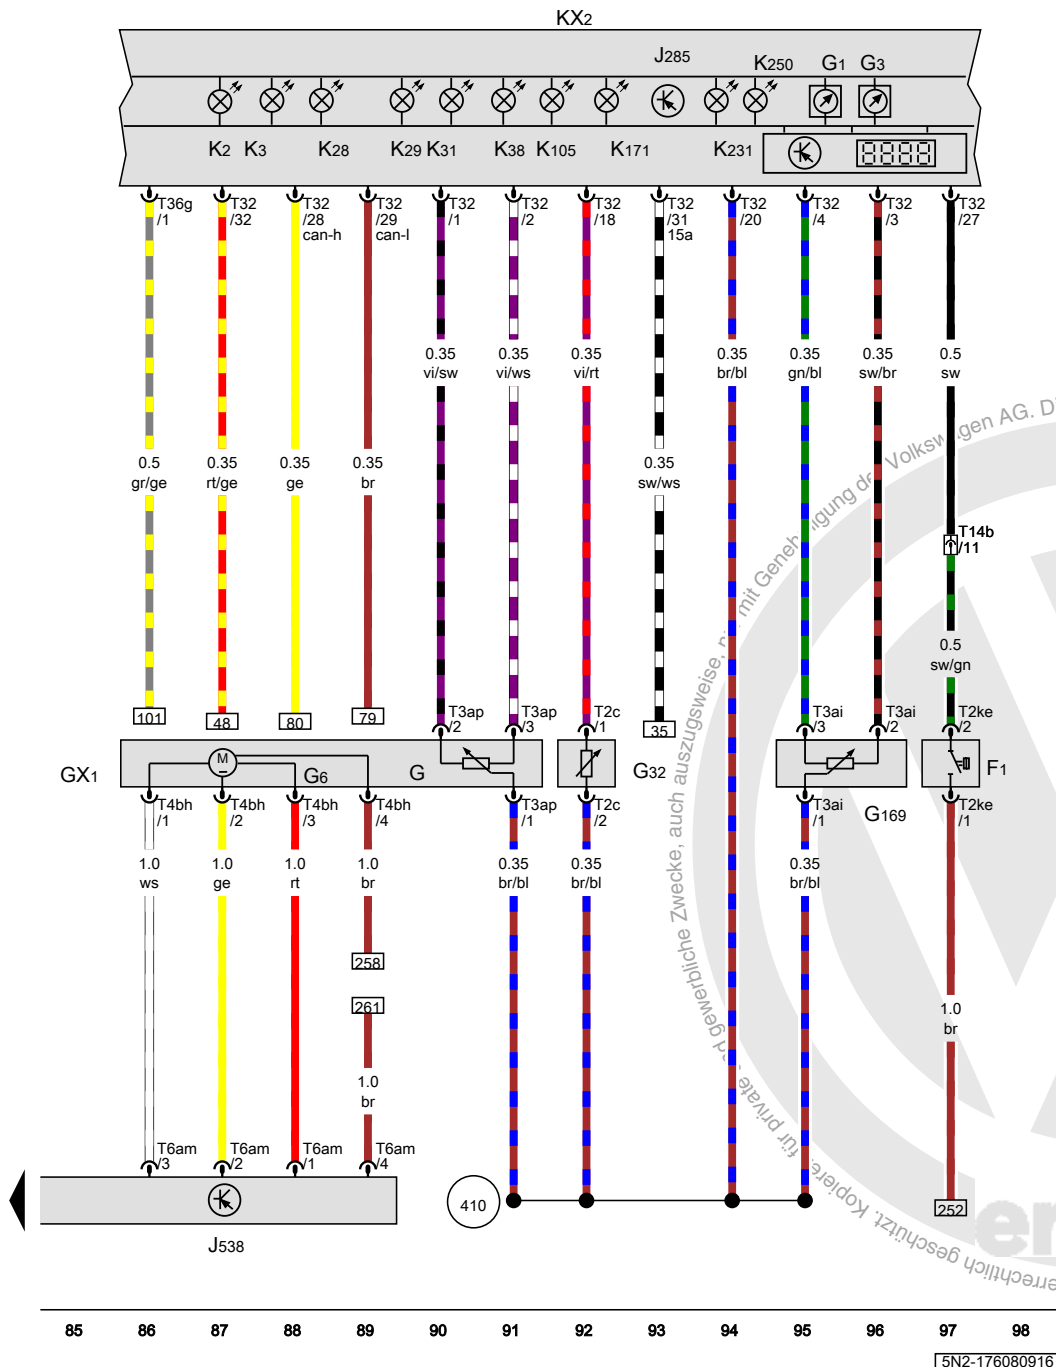 KX2
J285
K250 G1 G3
K2 K3 K28 K29 K31 K38 K105 K171 K231
T36g
/1
T32
/32
T32
/28
can-h
T32
/29
can-l
T32
/1
T32
/2
T32
/18
T32
/31
15a
T32
/20
T32
/4
T32
/3
T32
/27
0.35
vi/sw
0.35
vi/ws
0.35
vi/rt
0.35
br/bl
0.35
gn/bl
0.35
sw/br
0.5
sw
0.5
gr/ge
0.35
rt/ge
0.35
ge
0.35
br
0.35
sw/ws
T14b
/11
0.5
sw/gn
101
48
80
79
T3ap
/2
T3ap
/3
T2c
/1
35
T3ai
/3
T3ai
/2
T2ke
/2
GX1
M
G6
G
G32
G169
F1
T4bh
/1
T4bh
/2
T4bh
/3
T4bh
/4
T3ap
/1
T2c
/2
T3ai
/1
T2ke
/1
1.0
ws
1.0
ge
1.0
rt
1.0
br
0.35
br/bl
0.35
br/bl
0.35
br/bl
258
261
1.0
br
1.0
br
T6am
/3
T6am
/2
T6am
/1
T6am
/4
410
252
J538
85 86 87 88 89 90 91 92 93 94 95 96 97 98
5N2-176080916